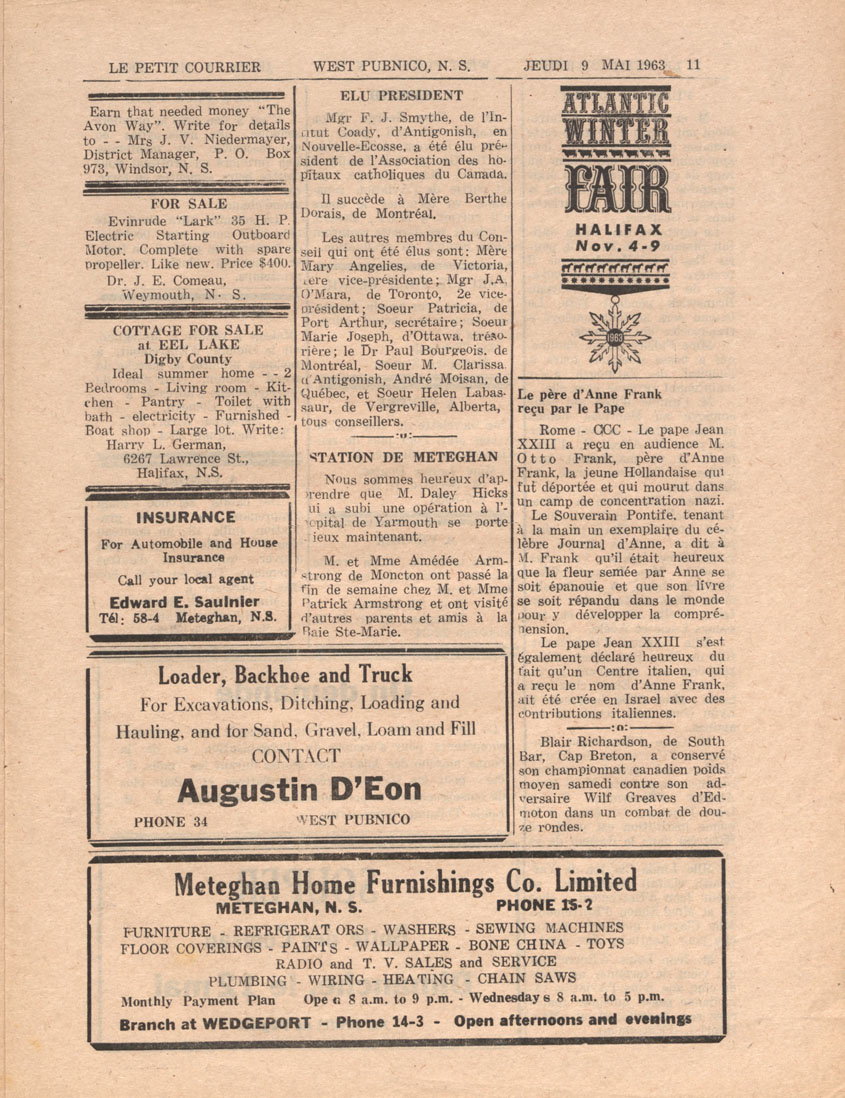 LE PETIT COURRIER WEST PUBNICO, N. S. JEUDI 9 MAI 1963 11
Earn that needed money "The
Avon Way". Write for details
to - - Mrs J. V. Niedermayer,
District Manager, P. O. Box
973, Windsor, N. S.
FOR SALE
Evinrude "Lark" 35 H. P.
Electric Starting Outboard
Motor. Complete with spare
propeller. Like new. Price $400.
Dr. J. E. Comeau,
Weymouth, N. S.
COTTAGE FOR SALE
at EEL LAKE
Digby County
Ideal summer home - - 2
Bedrooms - Living room - Kit-
chen - Pantry - Toilet with
bath - electricity - Furnished -
Boat shop - Large lot. Write:
Harry L. German,
6267 Lawrence St.,
Halifax, N.S.
INSURANCE
For Automobile and House
Insurance
Call your local agent
Edward E. Saulnier
Tél: 58-4 Meteghan, N.S.
ELU PRESIDENT
Mgr F. J. Smythe, de l'In-
titut Coady, d'Antigonish, en
Nouvelle-Ecosse, a été élu pré-
sident de l'Association des ho-
pîtaux catholiques du Canada.
Il succède à Mère Berthe
Dorais, de Montréal.
Les autres membres du Con-
seil qui ont été élus sont: Mère
Mary Angelies, de Victoria,
1ere vice-présidente; Mgr J.A.
O'Mara, de Toronto, 2e vice-
président; Soeur Patricia, de
Port Arthur, secrétaire; Soeur
Marie Joseph, d'Ottawa, tréso-
rière; le Dr Paul Bourgeois, de
Montréal, Soeur M. Clarissa
d'Antigonish, André Moisan, de
Québec, et Soeur Helen Labas-
saur, de Vergreville, Alberta,
tous conseillers.
-:o:-
STATION DE METEGHAN
Nous sommes heureux d'ap-
prendre que M. Daley Hicks
ui a subi une opération à l'-
opital de Yarmouth se porte
ieux maintenant.
M. et Mme Amédée Arm-
strong de Moncton ont passé la
fin de semaine chez M. et Mme
Patrick Armstrong et ont visité
d'autres parents et amis à la
Baie Ste-Marie.
ATLANTIC
WINTER
FAIR
HALIFAX
Nov. 4-9
1963
Le père d'Anne Frank
reçu par le Pape
Rome - CCC - Le pape Jean
XXIII a reçu en audience M.
Otto Frank, père d'Anne
Frank, la jeune Hollandaise qui
fut déportée et qui mourut dans
un camp de concentration nazi.
Le Souverain Pontife, tenant
à la main un exemplaire du cé-
lèbre Journal d'Anne, a dit à
M. Frank qu'il était heureux
que la fleur semée par Anne se
soit épanouie et que son livre
se soit répandu dans le monde
pour y développer la compré-
hension.
Le pape Jean XXIII s'est
également déclaré heureux du
fait qu'un Centre italien, qui
a reçu le nom d'Anne Frank,
ait été crée en Israel avec des
contributions italiennes.
-:o:-
Blair Richardson, de South
Bar, Cap Breton, a conservé
son championnat canadien poids
moyen samedi contre son ad-
versaire Wilf Greaves d'Ed-
moton dans un combat de dou-
ze rondes.
Loader, Backhoe and Truck
For Excavations, Ditching, Loading and
Hauling, and for Sand, Gravel, Loam and Fill
CONTACT
Augustin D'Eon
PHONE 34 WEST PUBNICO
Meteghan Home Furnishings Co. Limited
METEGHAN, N. S. PHONE 15-2
FURNITURE - REFRIGERAT ORS - WASHERS - SEWING MACHINES
FLOOR COVERINGS - PAINTS - WALLPAPER - BONE CHINA - TOYS
RADIO and T. V. SALES and SERVICE
PLUMBING - WIRING - HEATING - CHAIN SAWS
Monthly Payment Plan Open 8 a.m. to 9 p.m. - Wednesdays 8 a.m. to 5 p.m.
Branch at WEDGEPORT - Phone 14-3 - Open afternoons and evenings